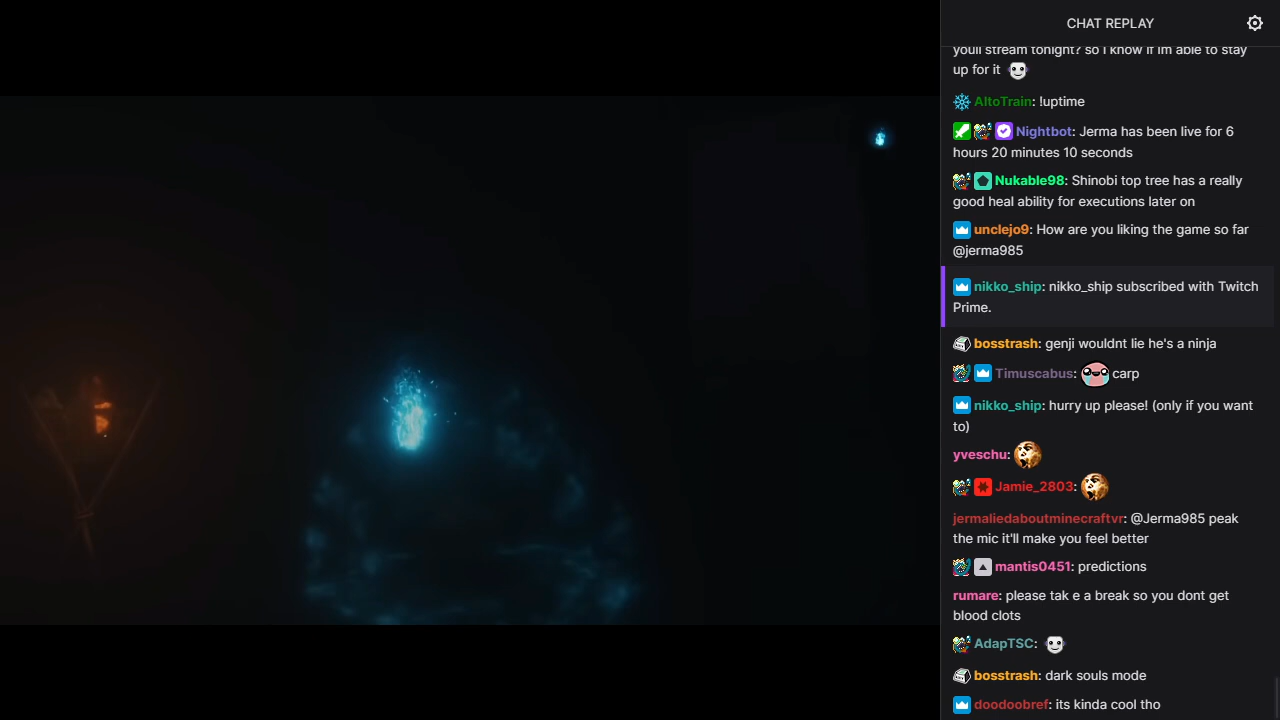 CHAT REPLAY
youll stream tonight? so i know if im able to stay
up for it
AltoTrain: !uptime
Nightbot: Jerma has been live for 6
hours 20 minutes 10 seconds
Nukable98: Shinobi top tree has a really
good heal ability for executions later on
unclejo9: How are you liking the game so far
@jerma985
nikko_ship: nikko_ship subscribed with Twitch
Prime.
bosstrash: genji wouldnt lie he's a ninja
Timuscabus: carp
nikko_ship: hurry up please! (only if you want
to)
yveschu:
Jamie_2803:
jermaliedaboutminecraftvr: @Jerma985 peak
the mic it'll make you feel better
mantis0451: predictions
rumare: please tak e a break so you dont get
blood clots
AdapTSC:
bosstrash: dark souls mode
doodoobref: its kinda cool tho